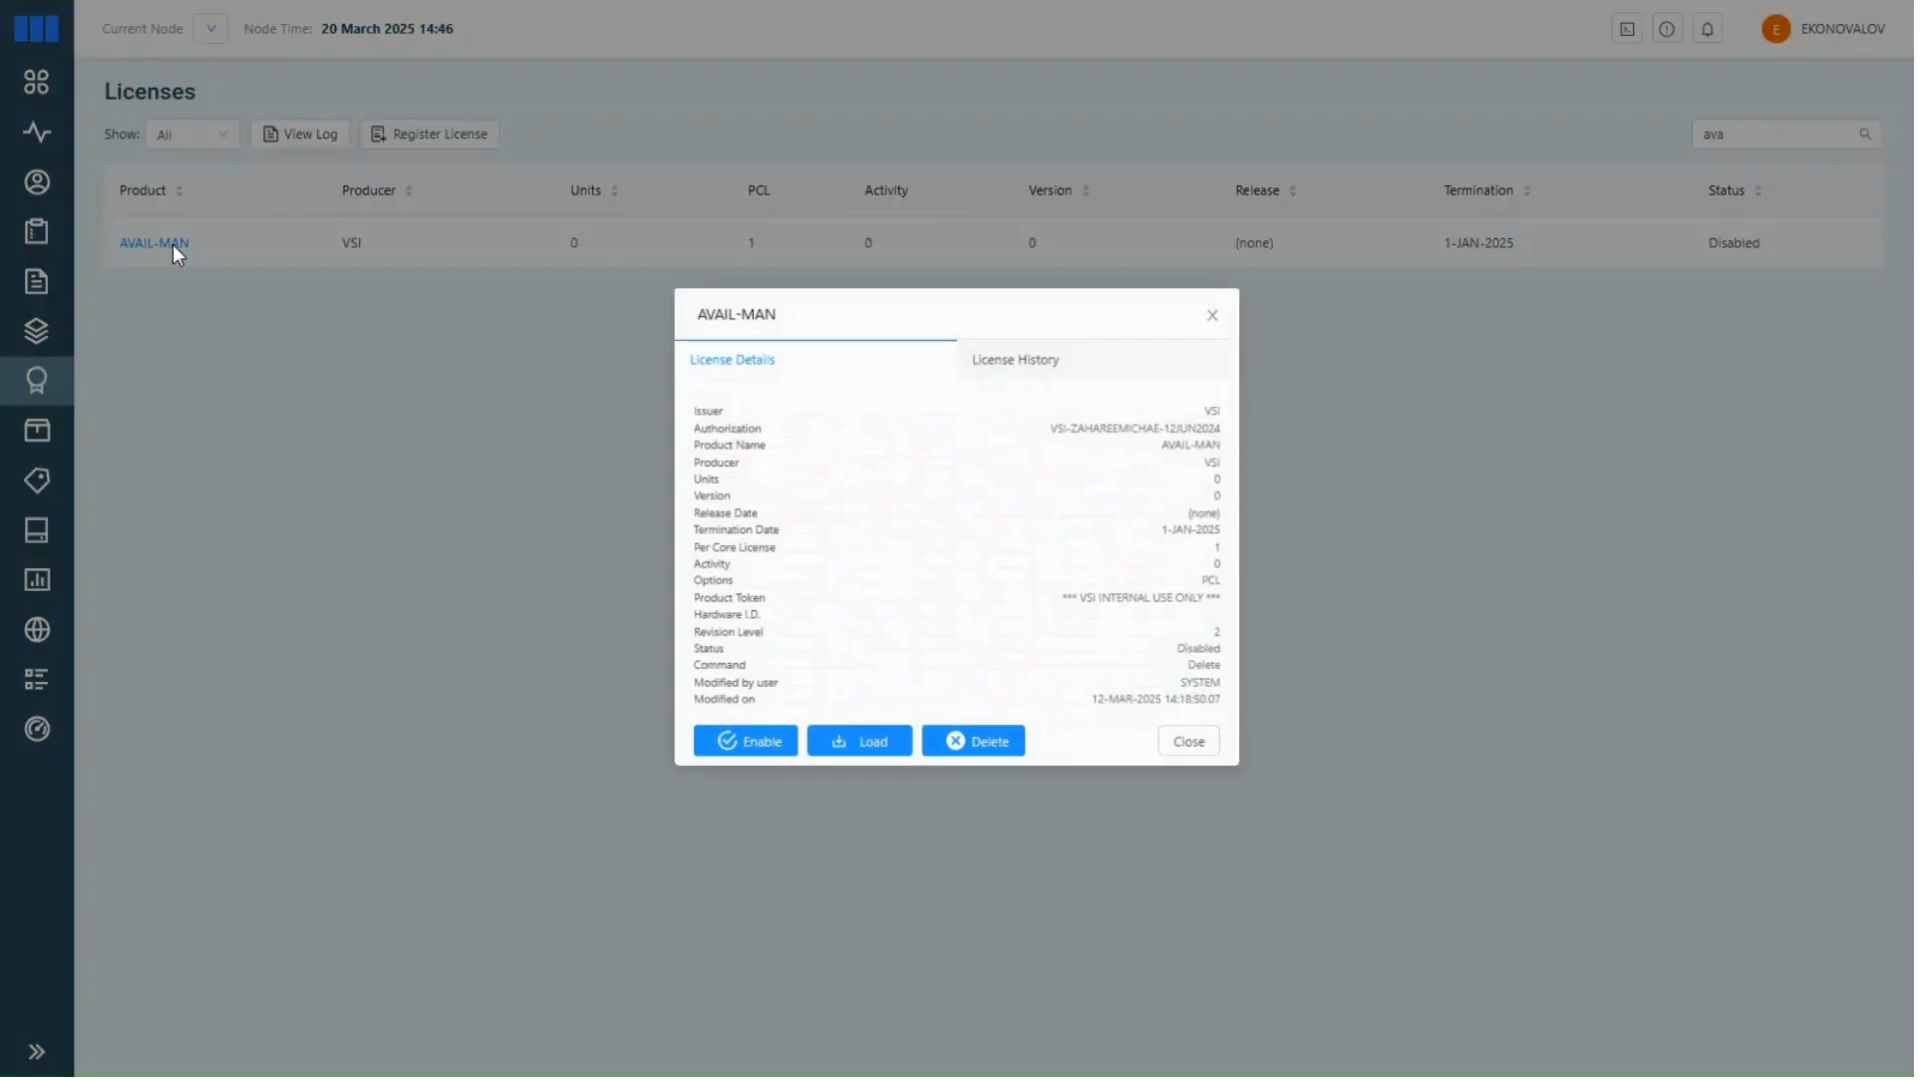 Current Node Node Time: 20 March 2025 14:46 E EKONOVALOV
Licenses
Show: All View Log Register License ava
Product Producer Units PCL Activity Version Release Termination Status
AVAIL-MAN VSI 0 1 0 0 (none) 1-JAN-2025 Disabled
AVAIL-MAN
License Details License History
Issuer VSI
Authorization VSI-ZAHAREEMICHAE-12JUN2024
Product Name AVAIL-MAN
Producer VSI
Units 0
Version 0
Release Date (none)
Termination Date 1-JAN-2025
Per Core License 1
Activity 0
Options PCL
Product Token *** VSI INTERNAL USE ONLY ***
Hardware I.D.
Revision Level 2
Status Disabled
Command Delete
Modified by user SYSTEM
Modified on 12-MAR-2025 14:18:50.07
Enable Load Delete Close